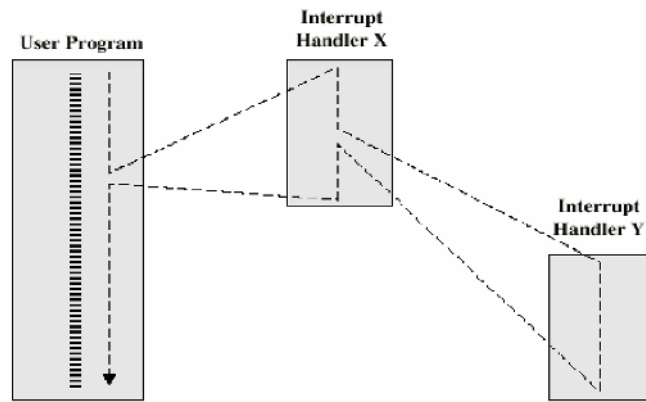 User Program
Interrupt
Handler X
Interrupt
Handler Y